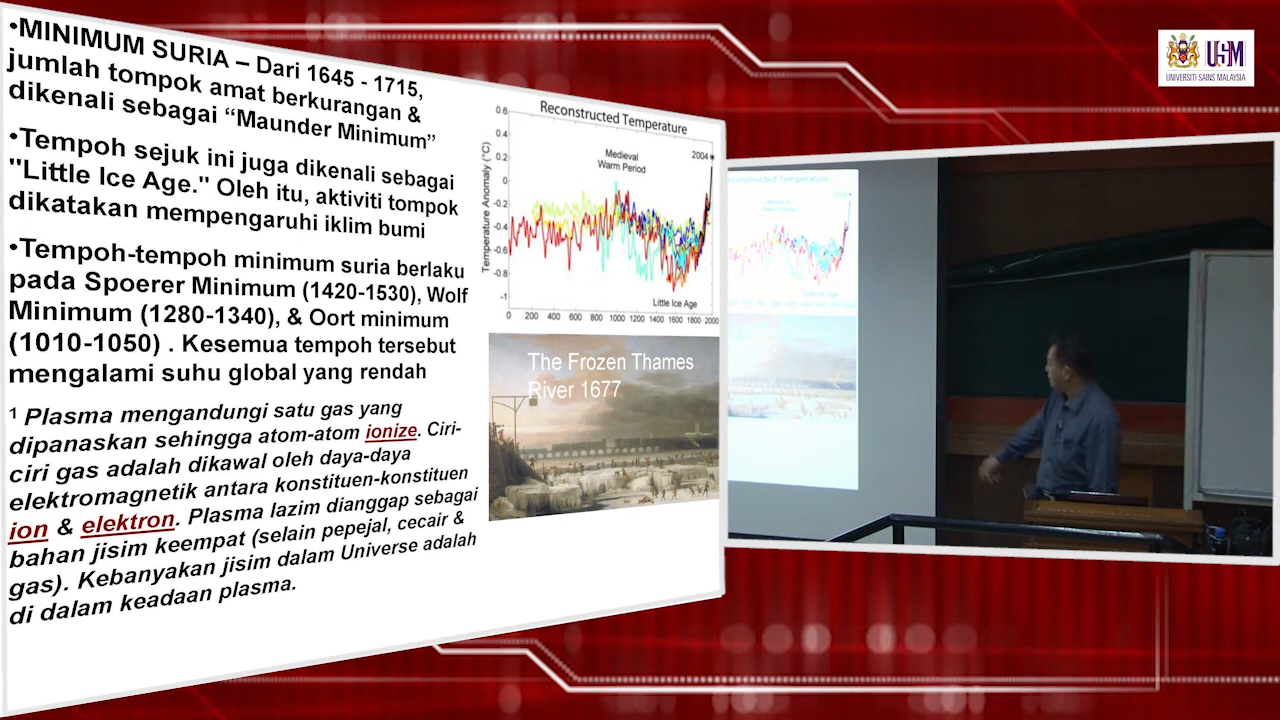 •MINIMUM SURIA – Dari 1645 - 1715,
jumlah tompok amat berkurangan &
dikenali sebagai “Maunder Minimum”
•Tempoh sejuk ini juga dikenali sebagai
"Little Ice Age." Oleh itu, aktiviti tompok
dikatakan mempengaruhi iklim bumi
•Tempoh-tempoh minimum suria berlaku
pada Spoerer Minimum (1420-1530), Wolf
Minimum (1280-1340), & Oort minimum
(1010-1050) . Kesemua tempoh tersebut
mengalami suhu global yang rendah
1 Plasma mengandungi satu gas yang
dipanaskan sehingga atom-atom ionize. Ciri-
ciri gas adalah dikawal oleh daya-daya
elektromagnetik antara konstituen-konstituen
ion & elektron. Plasma lazim dianggap sebagai
bahan jisim keempat (selain pepejal, cecair &
gas). Kebanyakan jisim dalam Universe adalah
di dalam keadaan plasma.
Reconstructed Temperature
Temperature Anomaly (°C)
0.6
0.4
0.2
0
-0.2
-0.4
-0.6
-0.8
-1
Medieval
Warm Period
2004
Little Ice Age
0 200 400 600 800 1000 1200 1400 1600 1800 2000
The Frozen Thames
River 1677
USM
UNIVERSITI SAINS MALAYSIA
Reconstructed Temperature